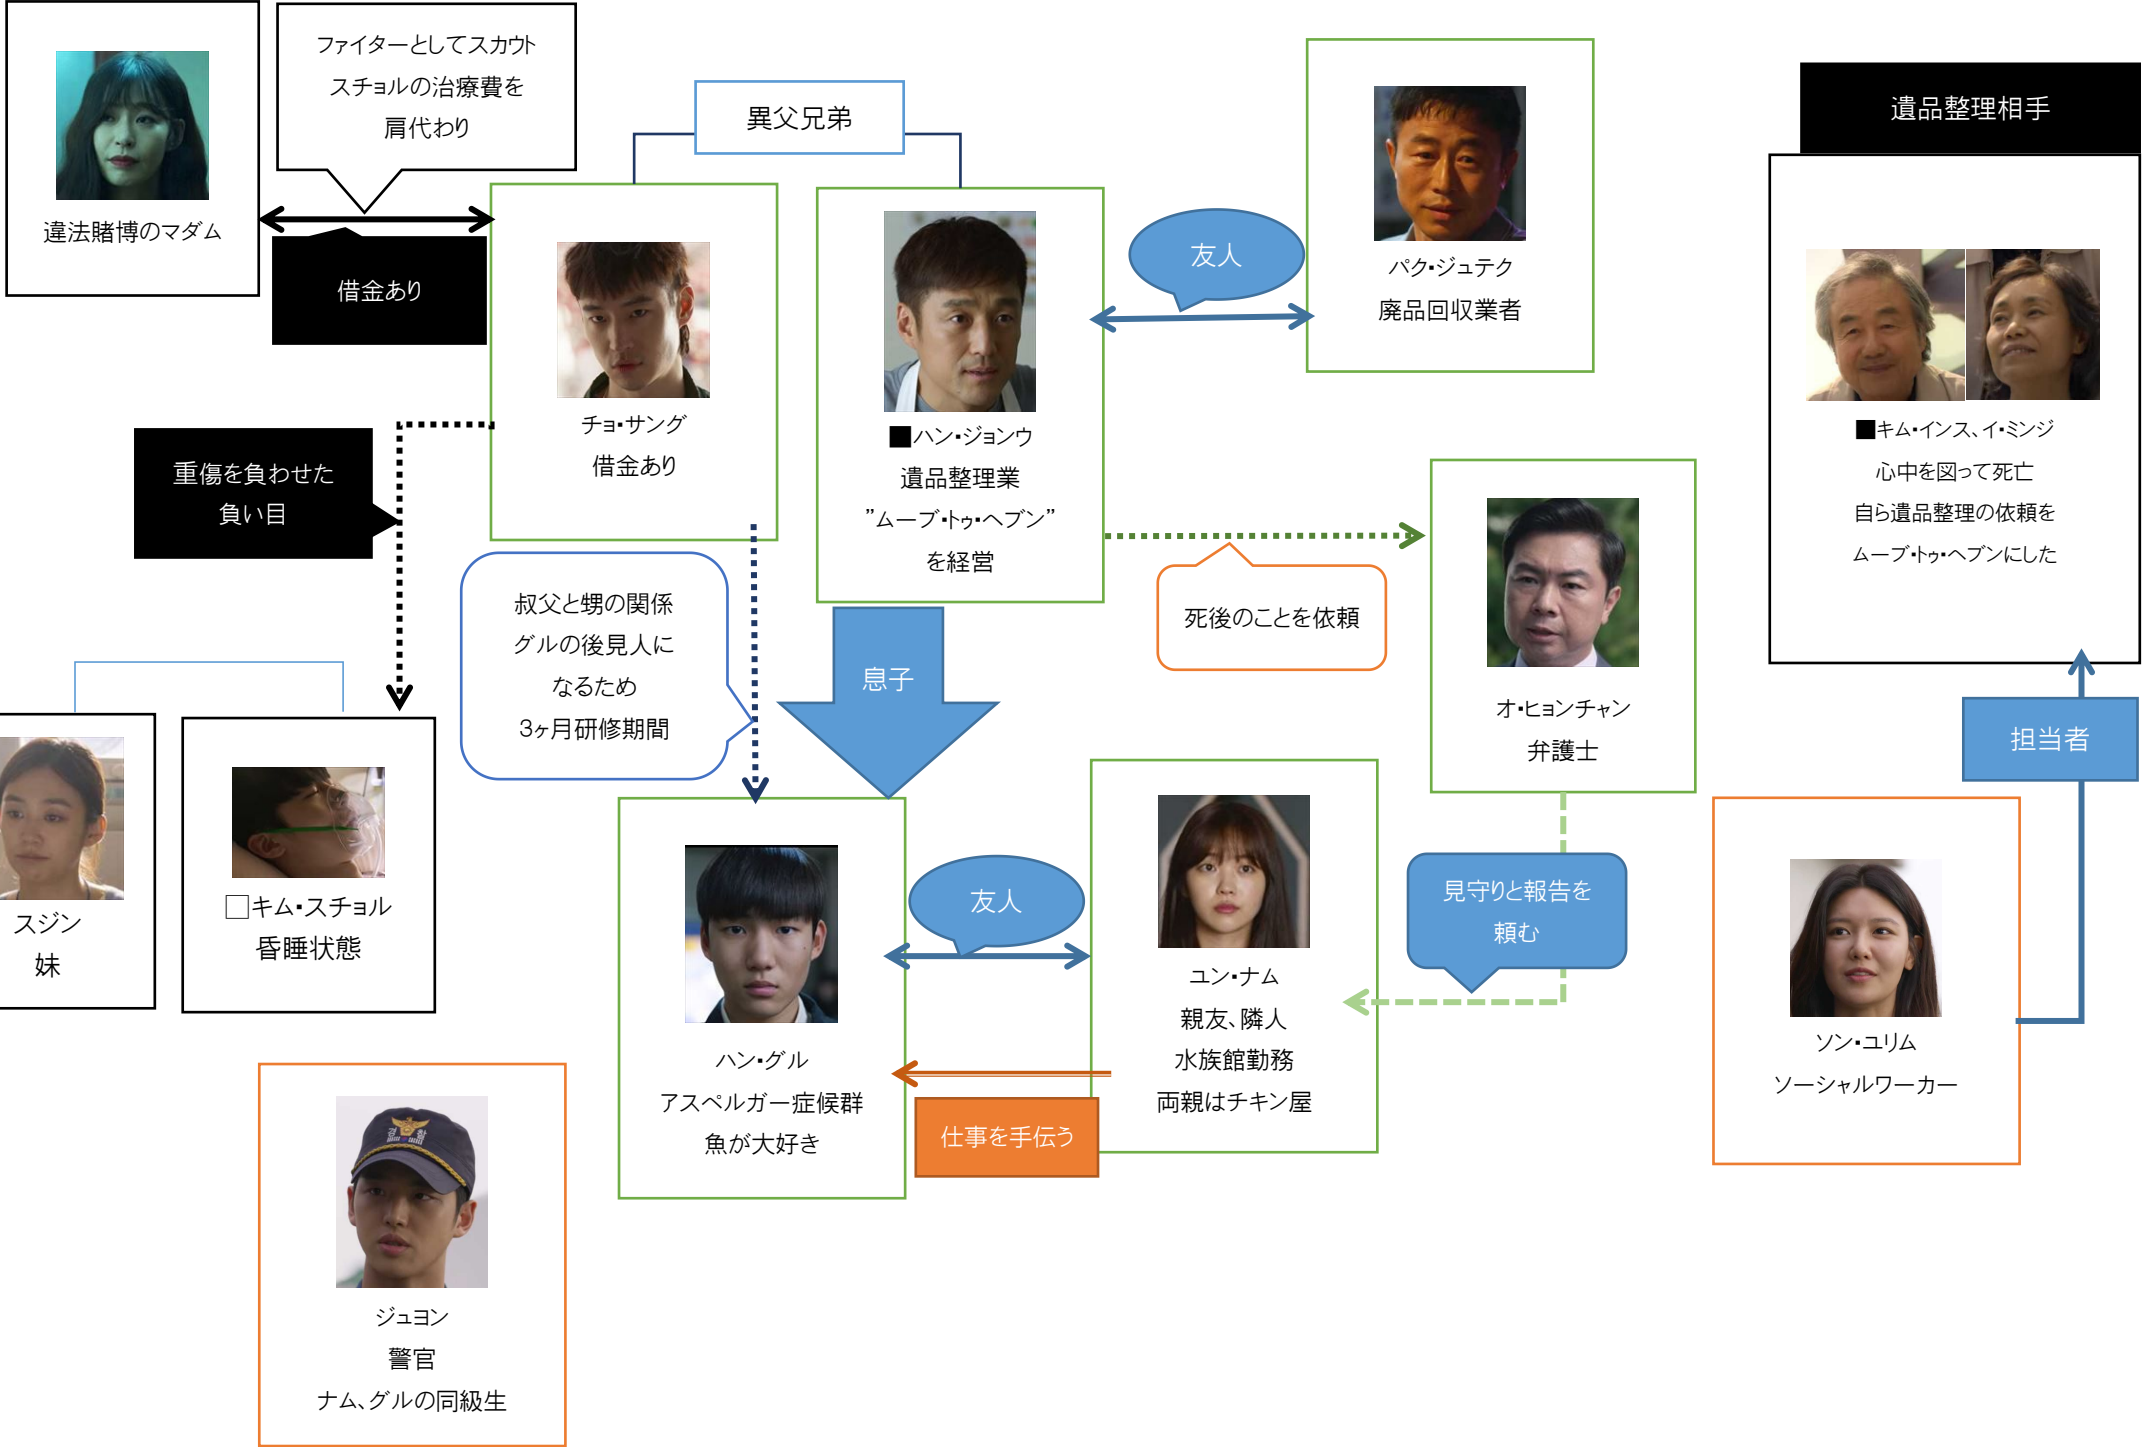 ファイターとしてスカウト
スチョルの治療費を
肩代わり
違法賭博のマダム
借金あり
異父兄弟
チョ・サング
借金あり
■ハン・ジョンウ
遺品整理業
”ムーブ・トゥ・ヘブン”
を経営
友人
パク・ジュテク
廃品回収業者
遺品整理相手
■キム・インス、イ・ミンジ
心中を図って死亡
自ら遺品整理の依頼を
ムーブ・トゥ・ヘブンにした
重傷を負わせた
負い目
叔父と甥の関係
グルの後見人に
なるため
3ヶ月研修期間
息子
死後のことを依頼
オ・ヒョンチャン
弁護士
担当者
スジン
妹
□キム・スチョル
昏睡状態
ハン・グル
アスペルガー症候群
魚が大好き
友人
仕事を手伝う
ユン・ナム
親友、隣人
水族館勤務
両親はチキン屋
見守りと報告を
頼む
ソン・ユリム
ソーシャルワーカー
경찰
ジュヨン
警官
ナム、グルの同級生